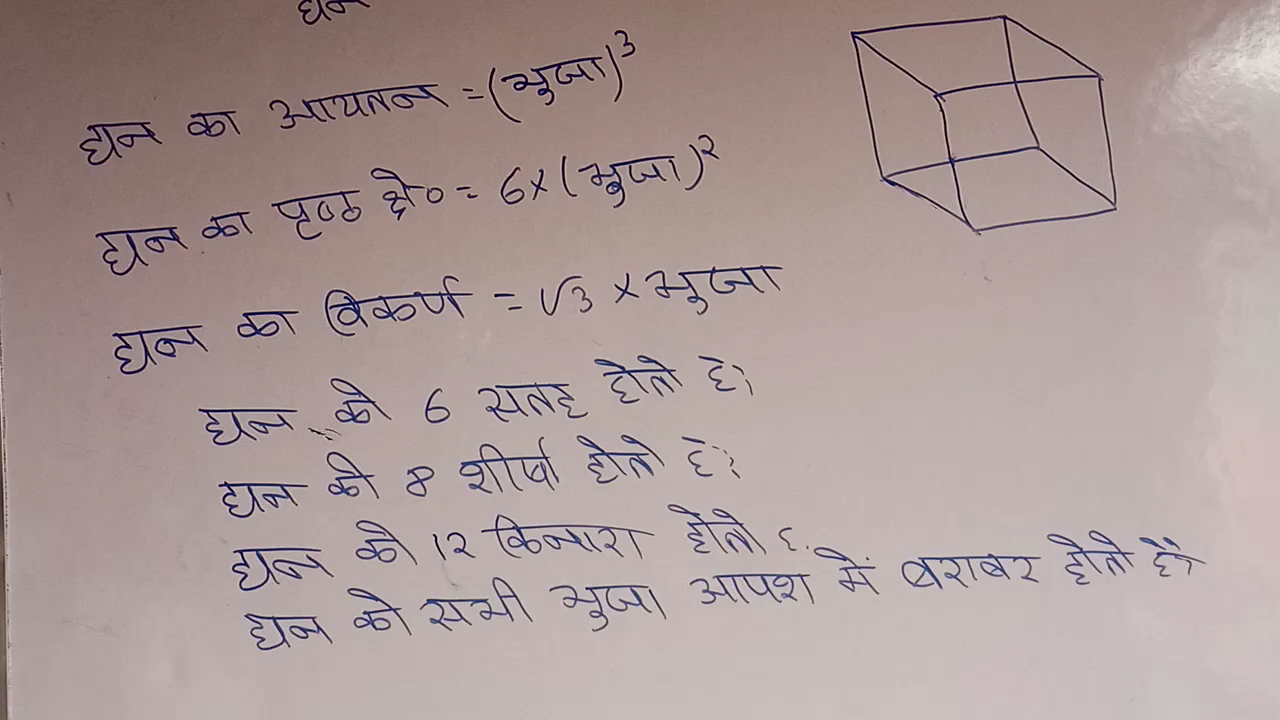 घन
घन का आयतन = (भुजा)³
घन का पृष्ठ क्षे० = 6 × (भुजा)²
घन का विकर्ण = √3 × भुजा
घन के 6 सतह होते है।
घन के 8 शीर्ष होते है।
घन के 12 किनारा होते
घन के सभी भुजा आपश में बराबर होते हैं।